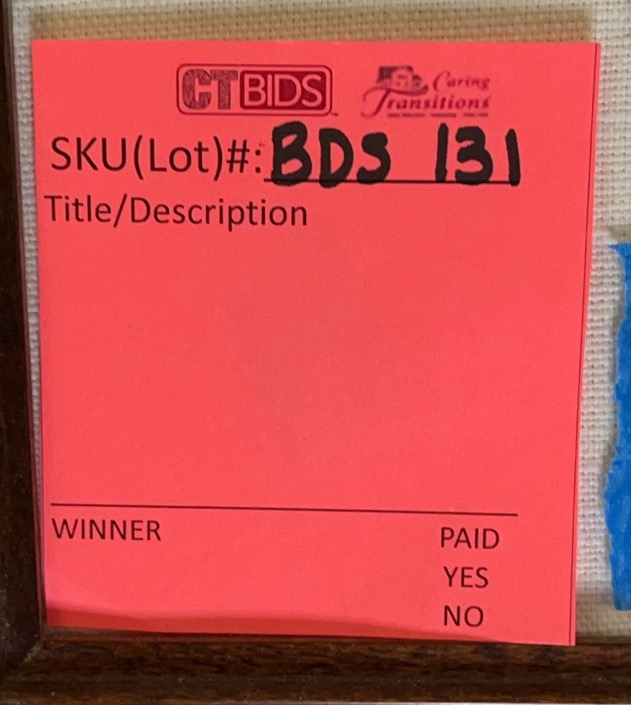 CTBIDS
Caring
Transitions
SKU(Lot)#: BDS 131
Title/Description
WINNER
PAID
YES
NO